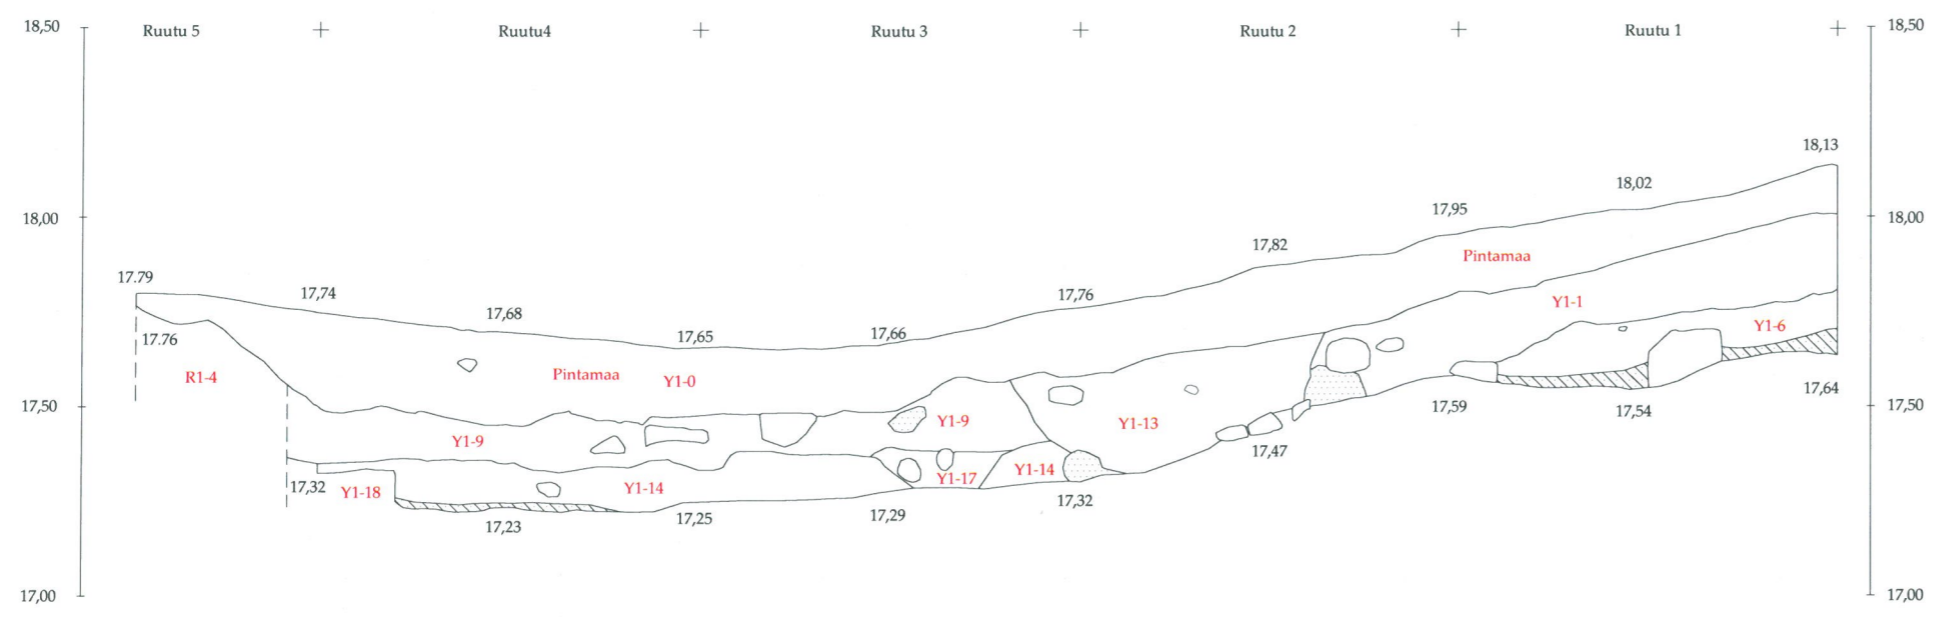 18,50 Ruutu 5 Ruutu4 Ruutu 3 Ruutu 2 Ruutu 1 18,50
18,13
18,02
17,95
18,00 18,00
17,82
Pintamaa
17.79
17,74 17,76
Y1-1
17,68
17,65 17,66
Y1-6
17.76
R1-4 Pintamaa Y1-0
17,64
17,50 17,59 17,54 17,50
Y1-9 Y1-13
Y1-9 17,47
Y1-14
Y1-17
17,32 Y1-18 Y1-14
17,32
17,23 17,25 17,29
17,00 17,00